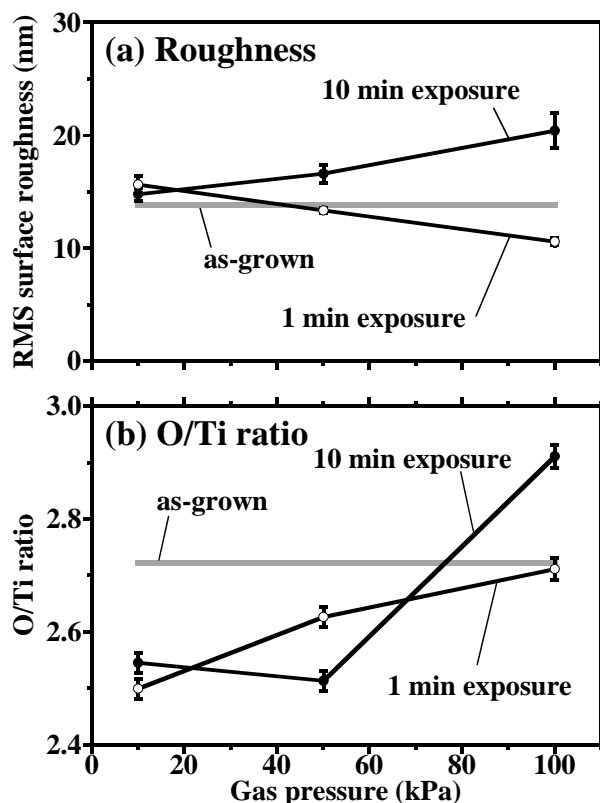 (a) Roughness
RMS surface roughness (nm)
30
20
10
0
10 min exposure
as-grown
1 min exposure
(b) O/Ti ratio
O/Ti ratio
3.0
2.8
2.6
2.4
10 min exposure
as-grown
1 min exposure
0 20 40 60 80 100
Gas pressure (kPa)